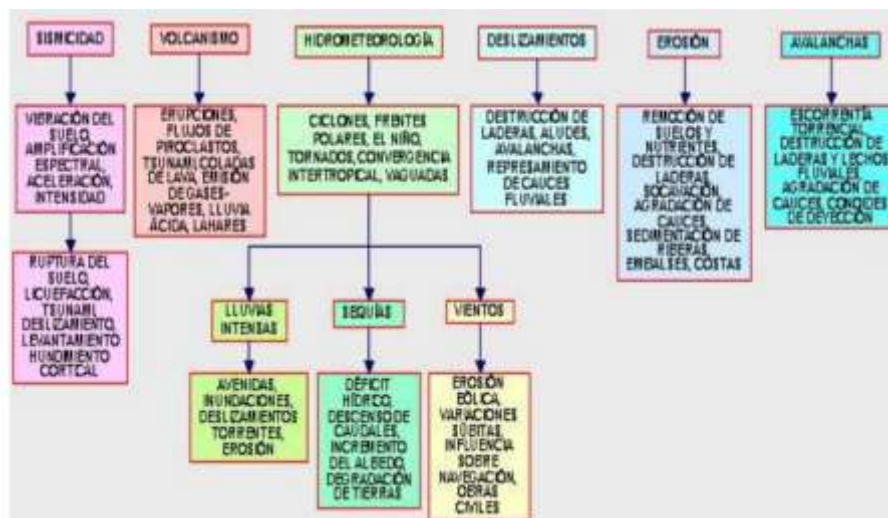 SISMICIDAD
VOLCANISMO
HIDROMETEOROLOGÍA
DESLIZAMIENTOS
EROSIÓN
AVALANCHAS
VIBRACIÓN DEL
SUELO,
AMPLIFICACIÓN
ESPECTRAL,
ACELERACIÓN,
INTENSIDAD
ERUPCIONES,
FLUJOS DE
PIROCLASTOS,
TSUNAMI, COLADAS
DE LAVA, EMISIÓN
DE GASES-
VAPORES, LLUVIA
ÁCIDA, LAHARES
CICLONES, FRENTES
POLARES, EL NIÑO,
TORNADOS, CONVERGENCIA
INTERTROPICAL, VAGUADAS
DESTRUCCIÓN DE
LADERAS, ALUDES,
AVALANCHAS,
REPRESAMIENTO
DE CAUCES
FLUVIALES
REMOCIÓN DE
SUELOS Y
NUTRIENTES,
DESTRUCCIÓN DE
LADERAS,
SOCAVACIÓN,
AGRADACIÓN DE
CAUCES,
SEDIMENTACIÓN DE
RIBERAS,
EMBALSES, COSTAS
ESCORRENTÍA
TORRENCIAL,
DESTRUCCIÓN DE
LADERAS Y LECHOS
FLUVIALES,
AGRADACIÓN DE
CAUCES, CONOIDES
DE DEYECCIÓN
RUPTURA DEL
SUELO,
LICUEFACCIÓN,
TSUNAMI,
DESLIZAMIENTO,
LEVANTAMIENTO
HUNDIMIENTO
CORTICAL
LLUVIAS
INTENSAS
SEQUÍAS
VIENTOS
AVENIDAS,
INUNDACIONES,
DESLIZAMIENTOS
TORRENTES,
EROSIÓN
DÉFICIT
HÍDRICO,
DESCENSO DE
CAUDALES,
INCREMENTO
DEL ALBEDO,
DEGRADACIÓN
DE TIERRAS
EROSIÓN
EÓLICA,
VARIACIONES
SÚBITAS,
INFLUENCIA
SOBRE
NAVEGACIÓN,
OBRAS
CIVILES